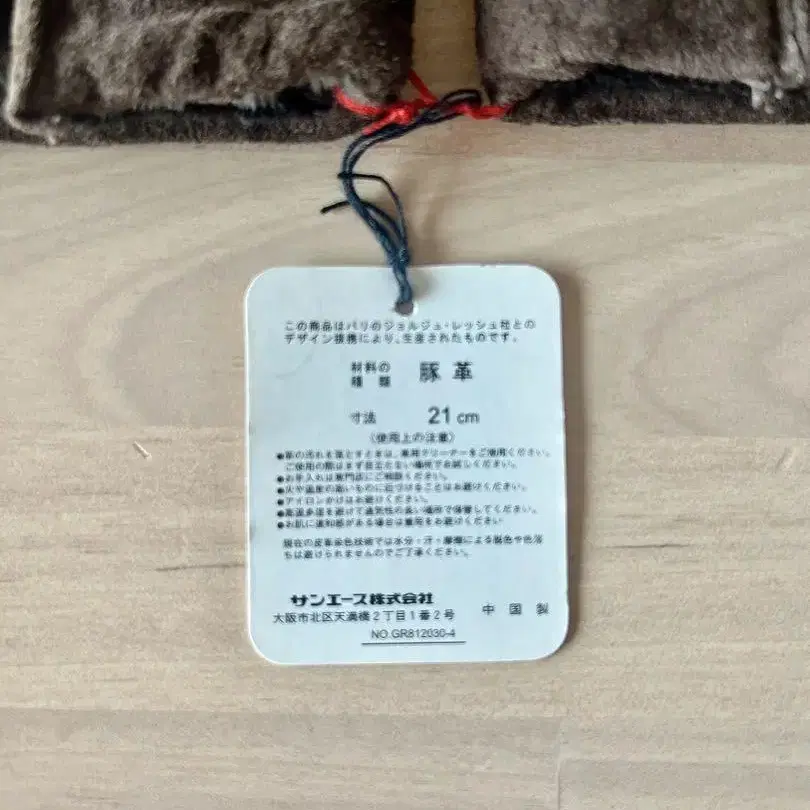 この商品はパリのジョルジュ・レッシュ社との
デザイン提携により、生産されたものです。
材料の
種類
豚革
寸法 21cm
〈使用上の注意〉
●革の汚れを落とすときは、専用クリーナーをご使用ください。
ご使用の際はまず目立たない場所でお試しください。
●お手入れは専門店にご相談ください。
●火や温度の高いものに近づけることはお避けください。
●アイロンがけはお避けください。
●高温多湿を避けて通気性の良い場所で保管してください。
●お肌に違和感がある場合は着用をお避けください
現在の皮革染色技術では水分・汗・摩擦による脱色や色落
ちは避けられませんのでご了承ください。
サンエース株式会社
大阪市北区天満橋2丁目1番2号
中国製
NO.GR812030-4